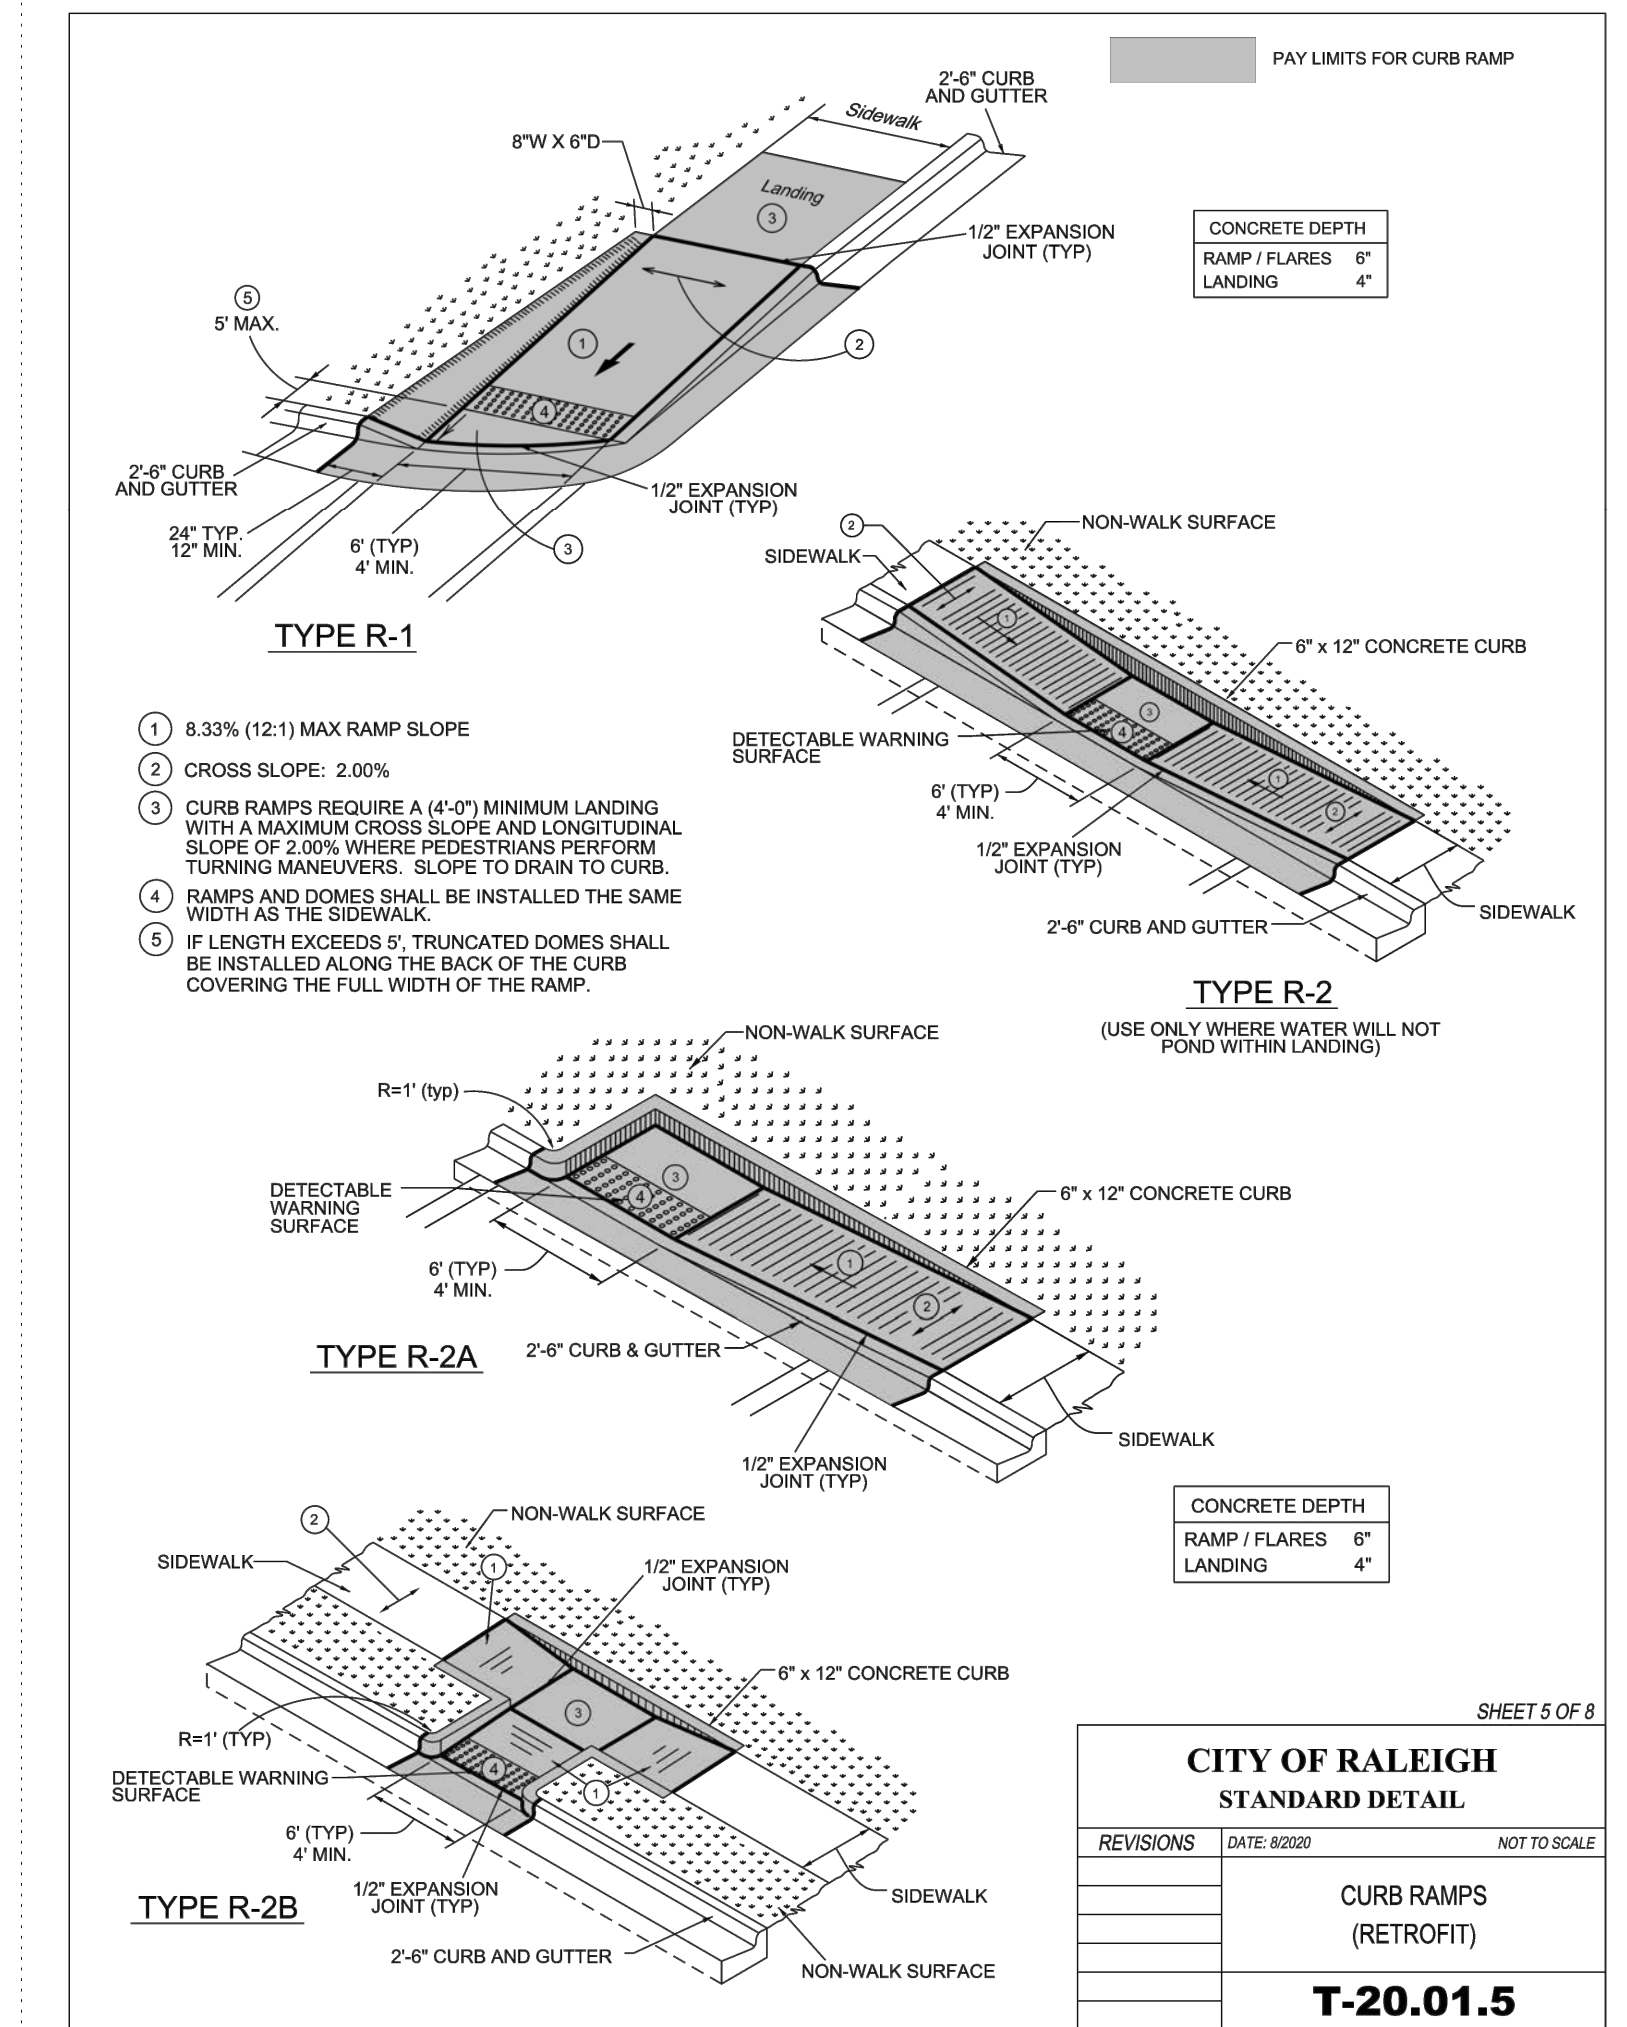 PAY LIMITS FOR CURB RAMP
2'-6" CURB
AND GUTTER
Sidewalk
8"W X 6"D
Landing
3
1/2" EXPANSION
JOINT (TYP)
CONCRETE DEPTH
RAMP / FLARES 6"
LANDING 4"
5
5' MAX.
1
2
4
2'-6" CURB
AND GUTTER
1/2" EXPANSION
JOINT (TYP)
24" TYP.
12" MIN.
6' (TYP)
4' MIN.
3
TYPE R-1
2
NON-WALK SURFACE
SIDEWALK
1
6" x 12" CONCRETE CURB
3
4
DETECTABLE WARNING
SURFACE
1
2
6' (TYP)
4' MIN.
1/2" EXPANSION
JOINT (TYP)
SIDEWALK
2'-6" CURB AND GUTTER
TYPE R-2
(USE ONLY WHERE WATER WILL NOT
POND WITHIN LANDING)
1 8.33% (12:1) MAX RAMP SLOPE
2 CROSS SLOPE: 2.00%
3 CURB RAMPS REQUIRE A (4'-0") MINIMUM LANDING
WITH A MAXIMUM CROSS SLOPE AND LONGITUDINAL
SLOPE OF 2.00% WHERE PEDESTRIANS PERFORM
TURNING MANEUVERS. SLOPE TO DRAIN TO CURB.
4 RAMPS AND DOMES SHALL BE INSTALLED THE SAME
WIDTH AS THE SIDEWALK.
5 IF LENGTH EXCEEDS 5', TRUNCATED DOMES SHALL
BE INSTALLED ALONG THE BACK OF THE CURB
COVERING THE FULL WIDTH OF THE RAMP.
NON-WALK SURFACE
R=1' (typ)
3
4
DETECTABLE
WARNING
SURFACE
6" x 12" CONCRETE CURB
1
2
6' (TYP)
4' MIN.
2'-6" CURB & GUTTER
TYPE R-2A
SIDEWALK
1/2" EXPANSION
JOINT (TYP)
CONCRETE DEPTH
RAMP / FLARES 6"
LANDING 4"
2
NON-WALK SURFACE
SIDEWALK
1
1/2" EXPANSION
JOINT (TYP)
6" x 12" CONCRETE CURB
3
R=1' (TYP)
4
DETECTABLE WARNING
SURFACE
1
6' (TYP)
4' MIN.
1/2" EXPANSION
JOINT (TYP)
SIDEWALK
TYPE R-2B
2'-6" CURB AND GUTTER
NON-WALK SURFACE
SHEET 5 OF 8
CITY OF RALEIGH
STANDARD DETAIL
REVISIONS
DATE: 8/2020 NOT TO SCALE
CURB RAMPS
(RETROFIT)
T-20.01.5